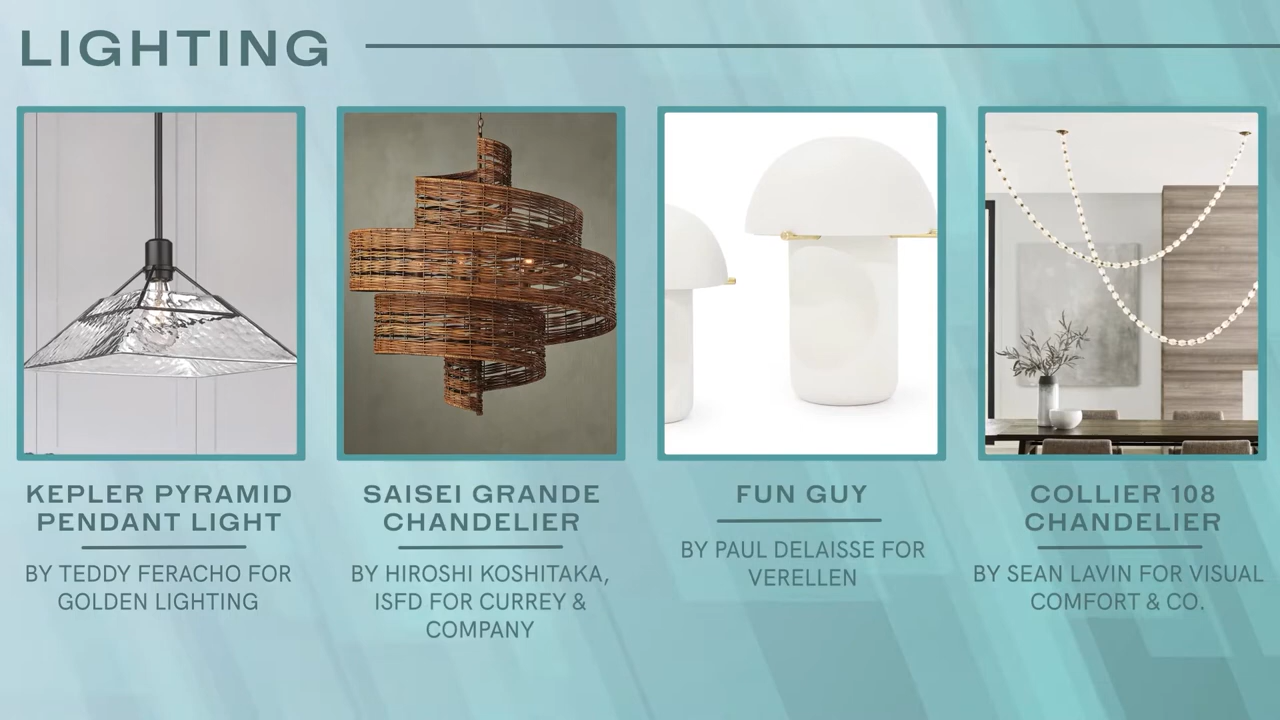 LIGHTING
KEPLER PYRAMID
PENDANT LIGHT
BY TEDDY FERACHO FOR
GOLDEN LIGHTING
SAISEI GRANDE
CHANDELIER
BY HIROSHI KOSHITAKA,
ISFD FOR CURREY &
COMPANY
FUN GUY
BY PAUL DELAISSE FOR
VERELLEN
COLLIER 108
CHANDELIER
BY SEAN LAVIN FOR VISUAL
COMFORT & CO.